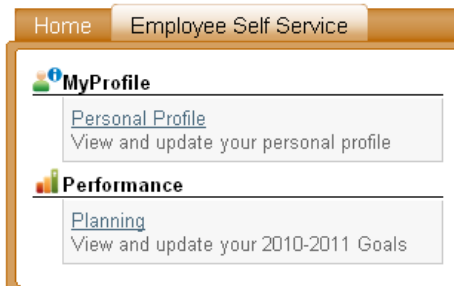 Home Employee Self Service
MyProfile
Personal Profile
View and update your personal profile
Performance
Planning
View and update your 2010-2011 Goals